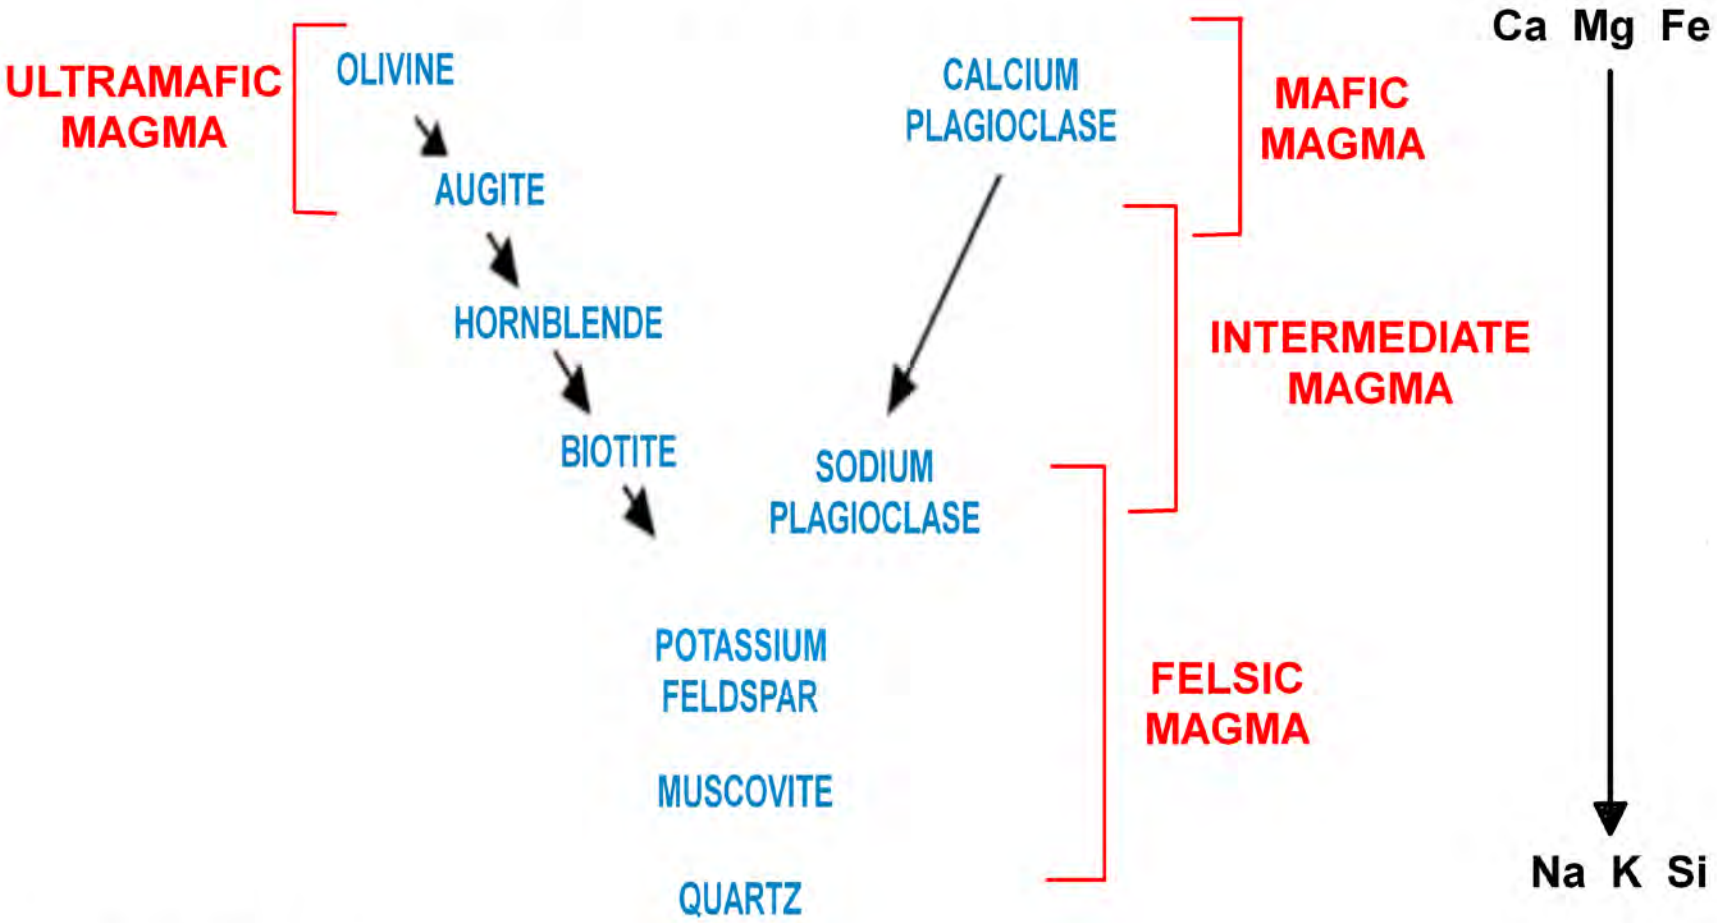 Ca Mg Fe
ULTRAMAFIC
MAGMA
OLIVINE
CALCIUM
PLAGIOCLASE
MAFIC
MAGMA
AUGITE
HORNBLENDE
INTERMEDIATE
MAGMA
BIOTITE
SODIUM
PLAGIOCLASE
POTASSIUM
FELDSPAR
FELSIC
MAGMA
MUSCOVITE
QUARTZ
Na K Si